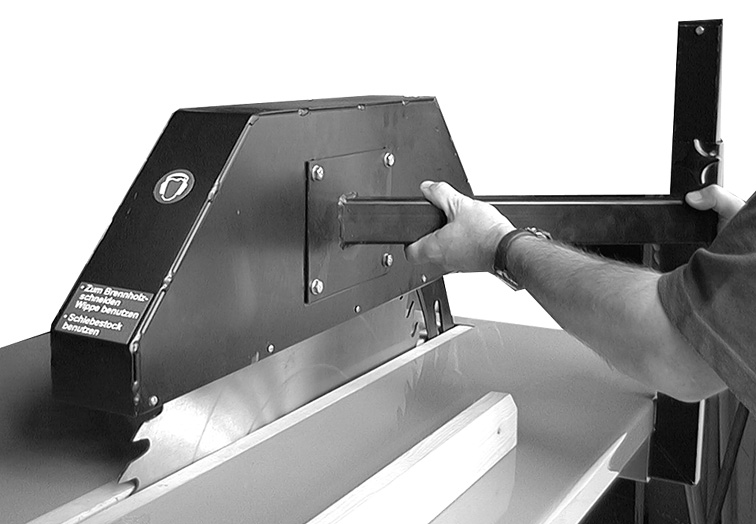 • Zum Brennholz-
schneiden
Wippe benutzen
• Schiebestock
benutzen